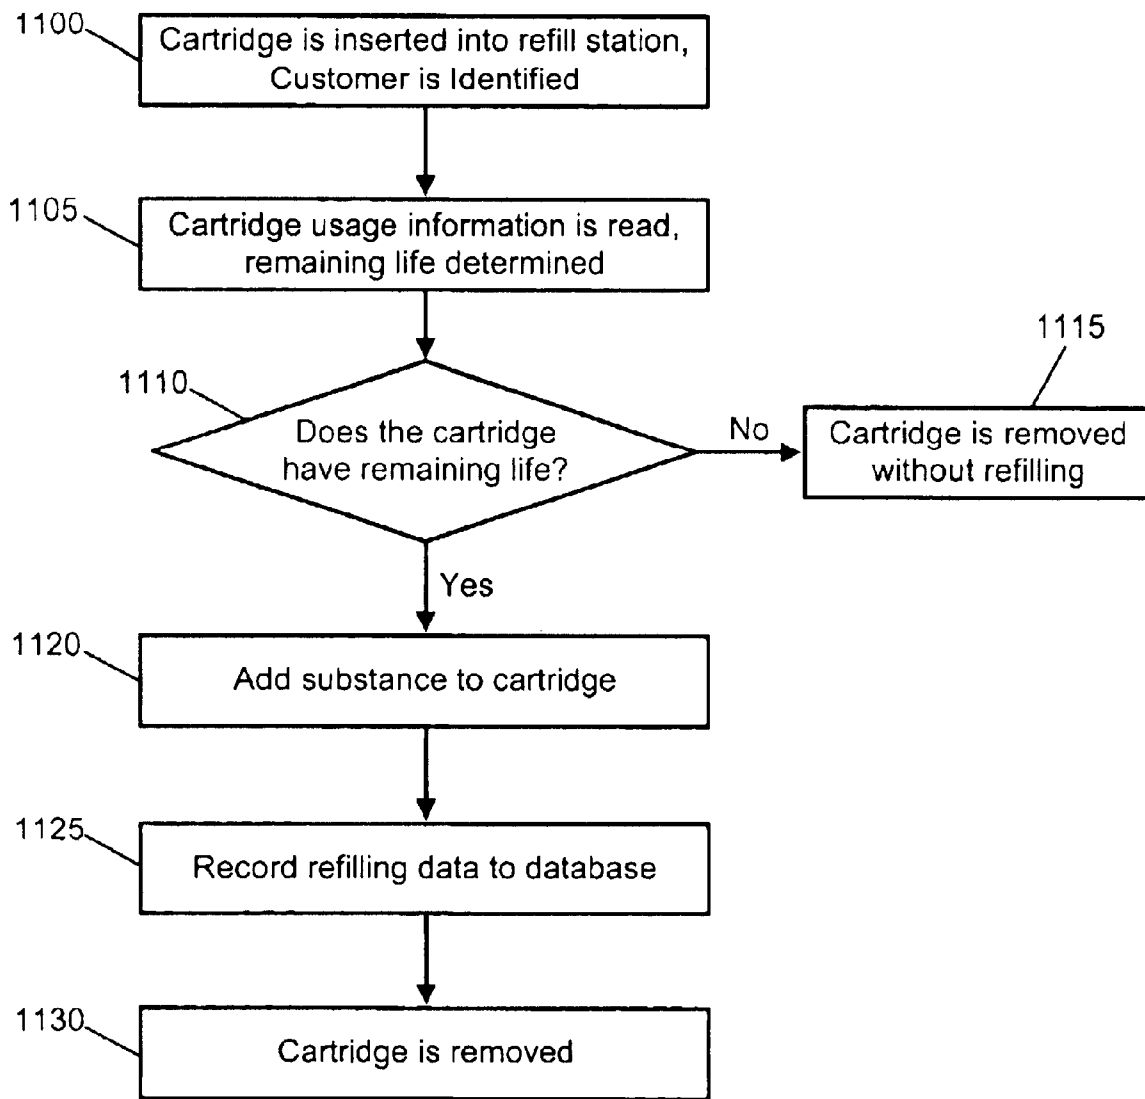 1100
Cartridge is inserted into refill station,
Customer is Identified
1105
Cartridge usage information is read,
remaining life determined
1110
Does the cartridge
have remaining life?
No
1115
Cartridge is removed
without refilling
Yes
1120
Add substance to cartridge
1125
Record refilling data to database
1130
Cartridge is removed